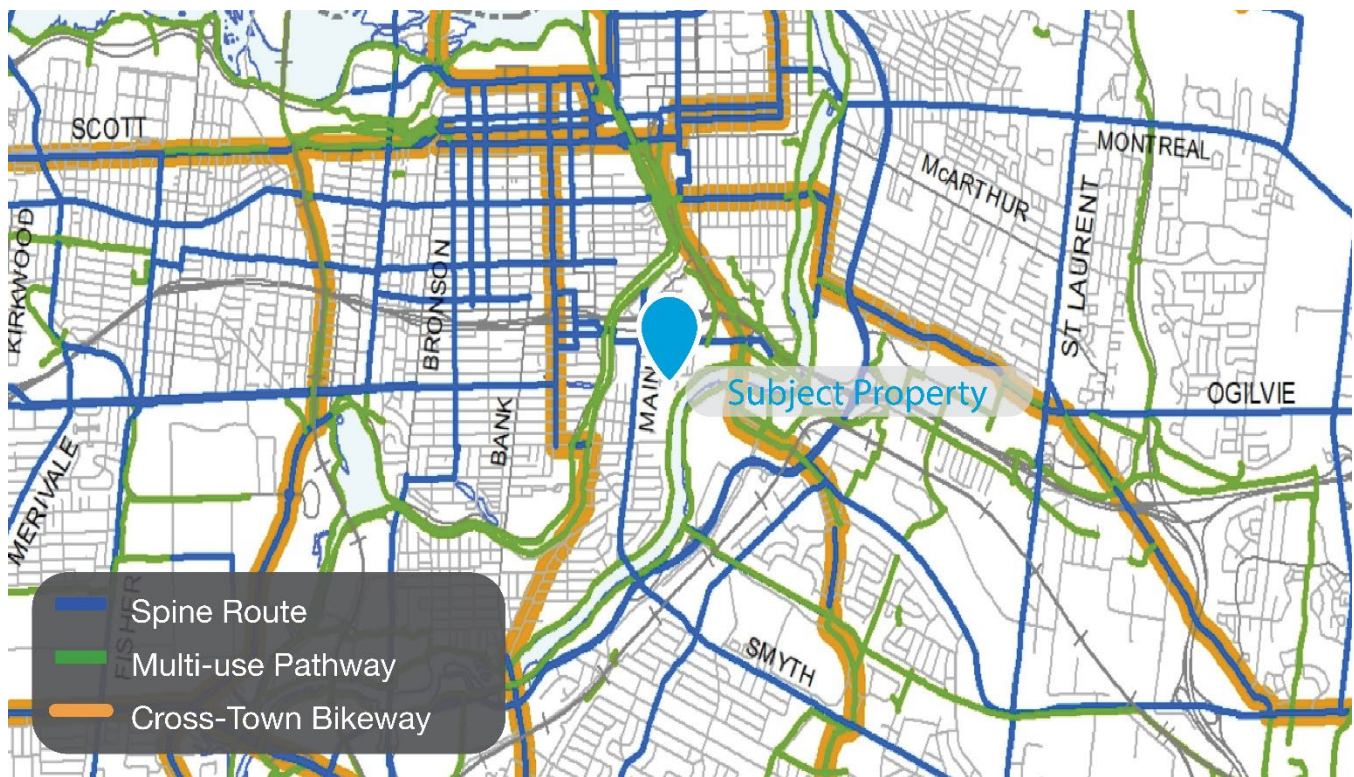 SCOTT
MONTREAL
McARTHUR
ST LAURENT
KIRKWOOD
BRONSON
MAIN
Subject Property
OGILVIE
BANK
MERIVALE
FISHER
SMYTH
Spine Route
Multi-use Pathway
Cross-Town Bikeway